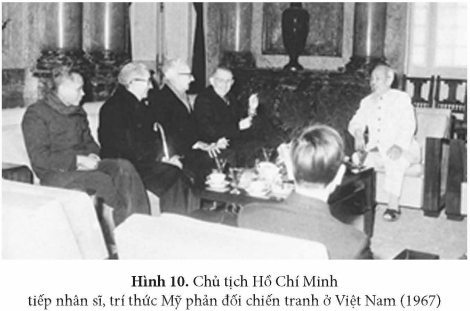 Hình 10. Chủ tịch Hồ Chí Minh
tiếp nhân sĩ, trí thức Mỹ phản đối chiến tranh ở Việt Nam (1967)